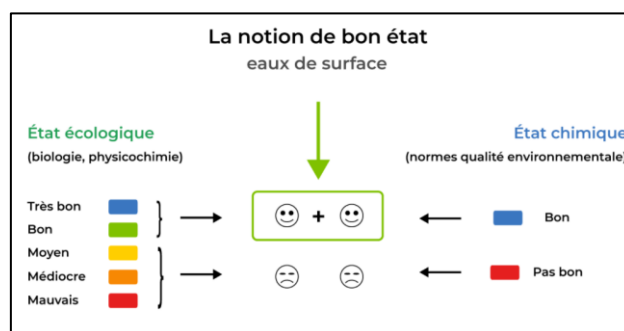 La notion de bon état
eaux de surface
État écologique
(biologie, physicochimie)
État chimique
(normes qualité environnementale)
Très bon
Bon
Moyen
Médiocre
Mauvais
+
Bon
Pas bon